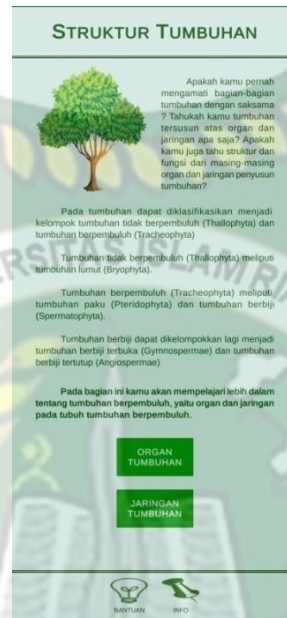 STRUKTUR TUMBUHAN
Apakah kamu pernah
mengamati bagian-bagian
tumbuhan dengan saksama
? Tahukah kamu tumbuhan
tersusun atas organ dan
jaringan apa saja? Apakah
kamu juga tahu struktur dan
fungsi dari masing-masing
organ dan jaringan penyusun
tumbuhan?
Pada tumbuhan dapat diklasifikasikan menjadi
kelompok tumbuhan tidak berpembuluh (Thallophyta) dan
tumbuhan berpembuluh (Tracheophyta)
Tumbuhan tidak berpembuluh (Thallophyta) meliputi
tumbuhan lumut (Bryophyta).
Tumbuhan berpembuluh (Tracheophyta) meliputi
tumbuhan paku (Pteridophyta) dan tumbuhan berbiji
(Spermatophyta).
Tumbuhan berbiji dapat dikelompokkan lagi menjadi
tumbuhan berbiji terbuka (Gymnospermae) dan tumbuhan
berbiji tertutup (Angiospermae)
Pada bagian ini kamu akan mempelajari lebih dalam
tentang tumbuhan berpembuluh, yaitu organ dan jaringan
pada tubuh tumbuhan berpembuluh.
ORGAN
TUMBUHAN
JARINGAN
TUMBUHAN
BANTUAN INFO